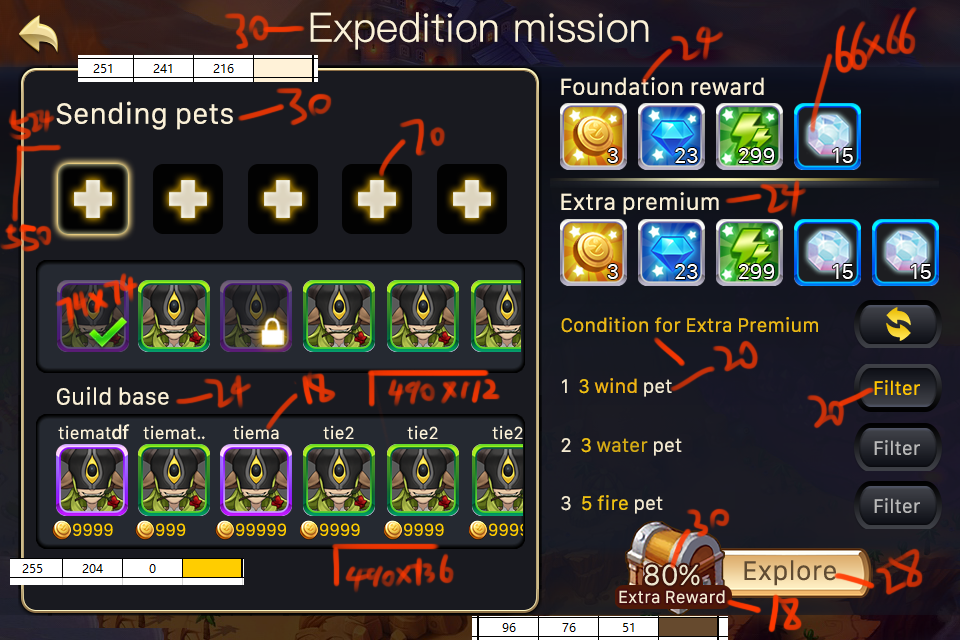 30 Expedition mission
251 241 216
Sending pets 30
524
550
70
74x74
Guild base 24 18 490x112
tiematdf tiemat.. tiema tie2 tie2 tie2
9999 999 99999 9999 9999 9999
490x136
255 204 0
Foundation reward 24 66x66
3 23 299 15
Extra premium 24
3 23 299 15 15
Condition for Extra Premium
20
1 3 wind pet Filter
20
2 3 water pet Filter
3 5 fire pet Filter
30
80% Explore 28
Extra Reward 18
96 76 51